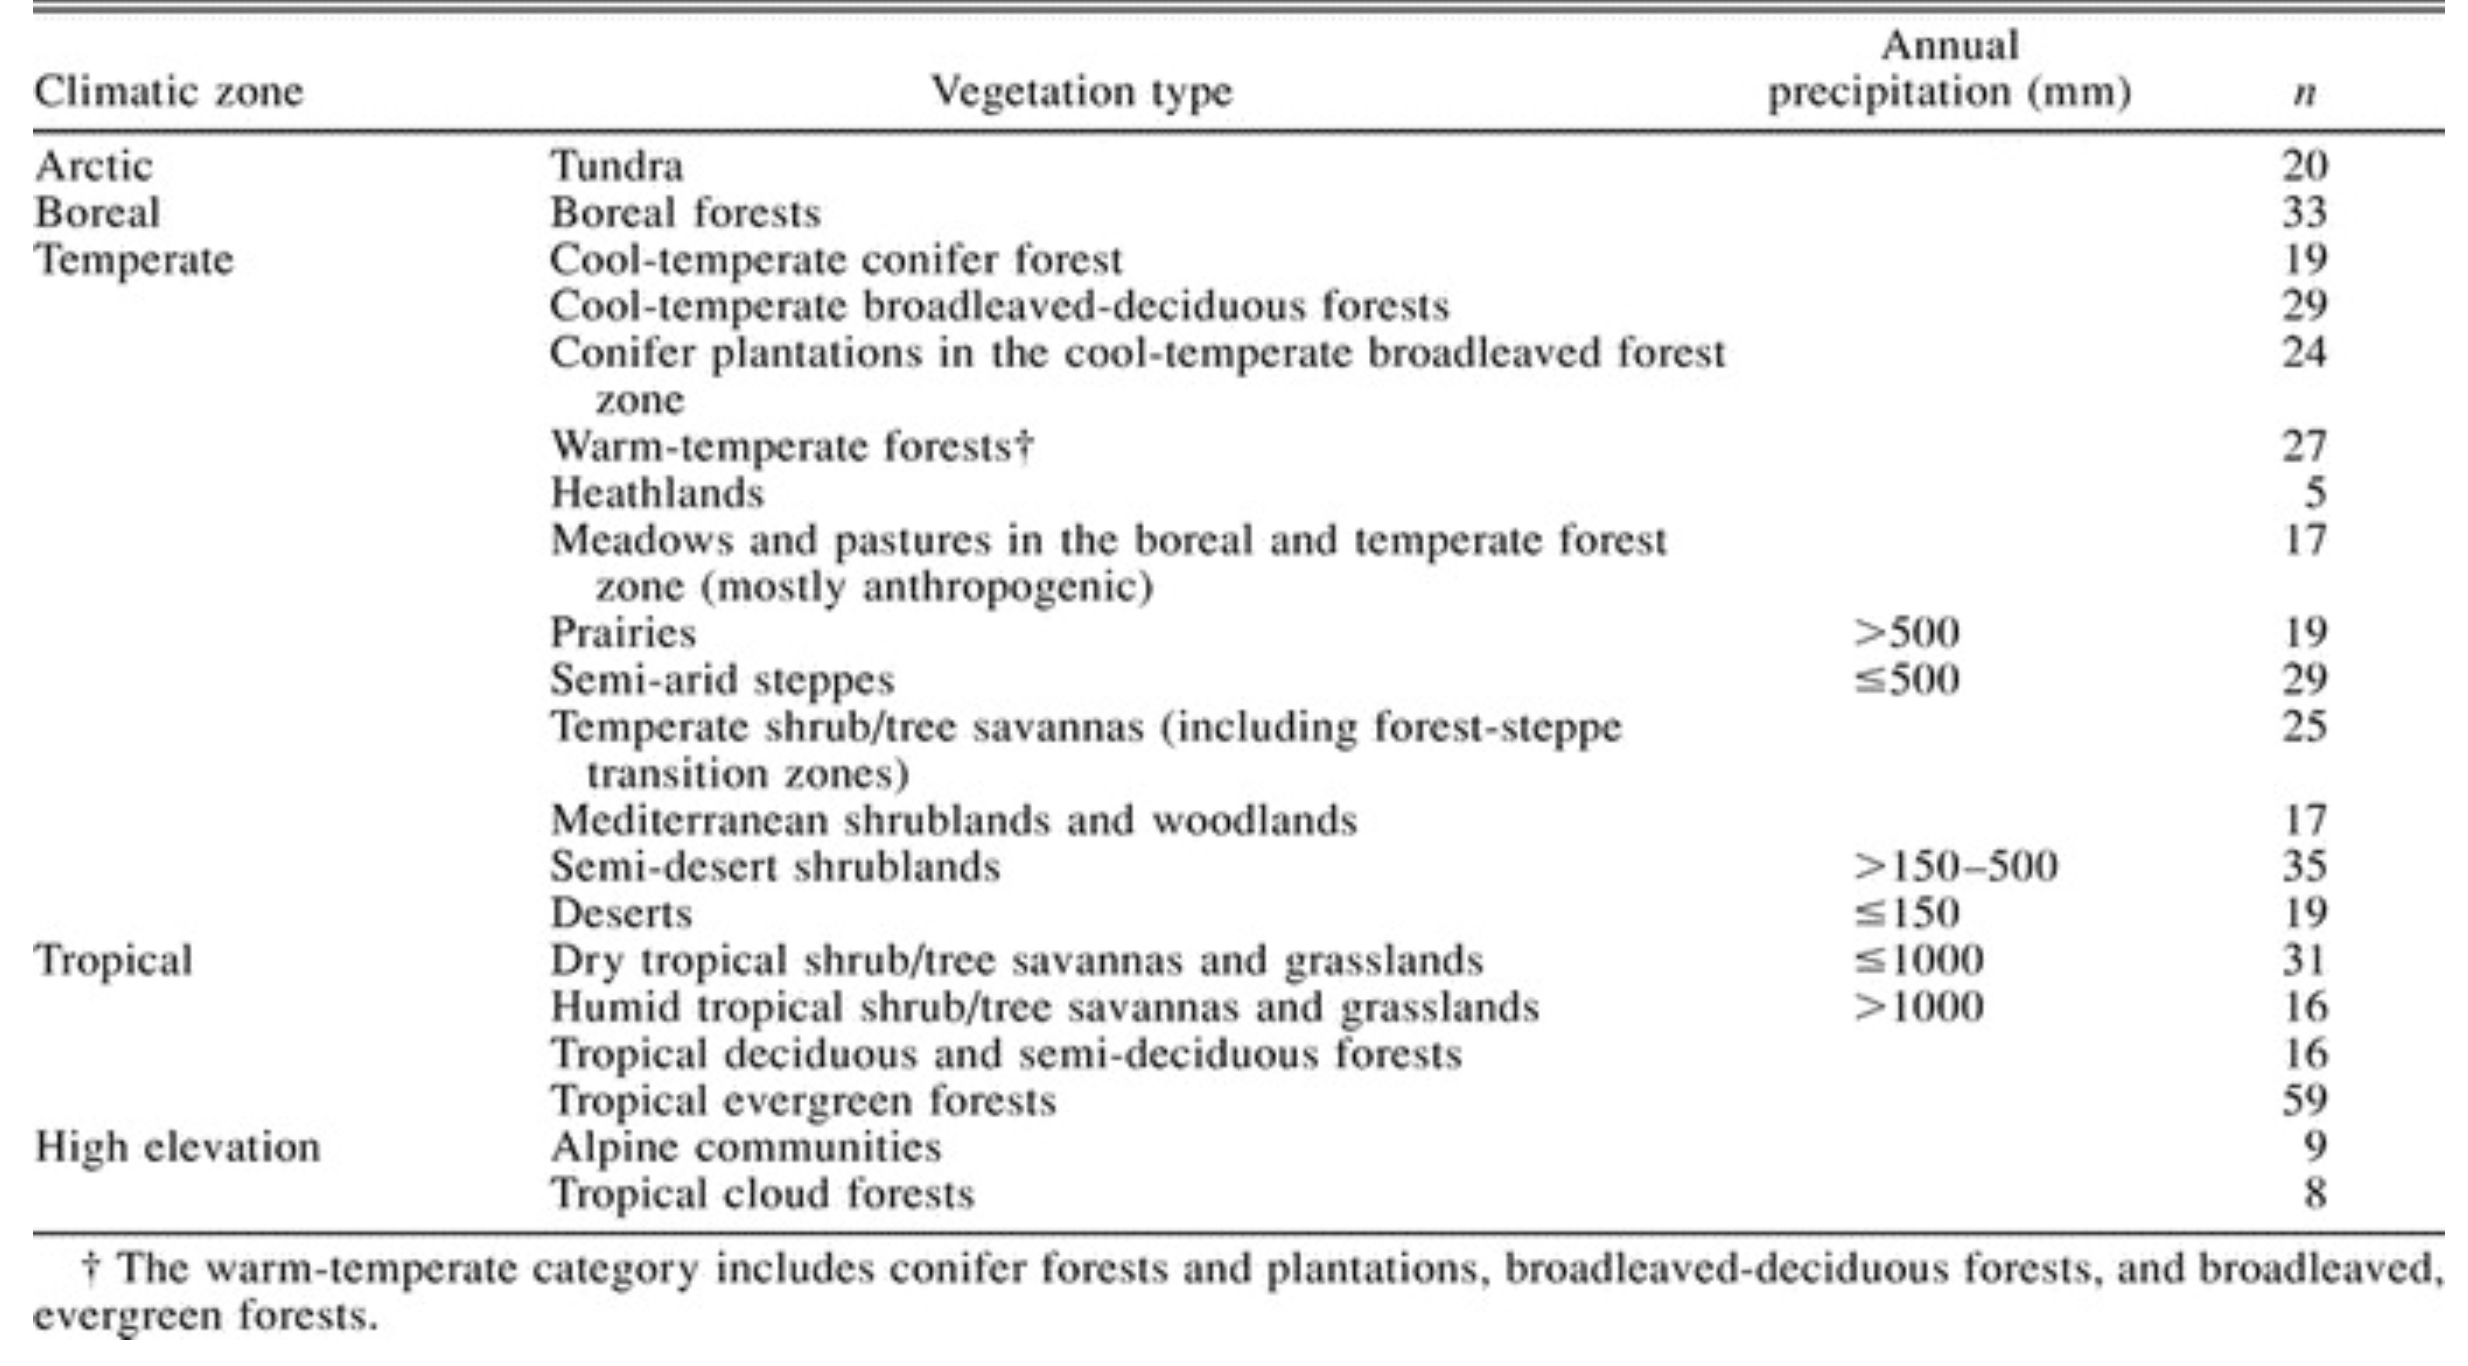 Annual
Climatic zone Vegetation type precipitation (mm) n
Arctic Tundra 20
Boreal Boreal forests 33
Temperate Cool-temperate conifer forest 19
Cool-temperate broadleaved-deciduous forests 29
Conifer plantations in the cool-temperate broadleaved forest 24
zone
Warm-temperate forests† 27
Heathlands 5
Meadows and pastures in the boreal and temperate forest 17
zone (mostly anthropogenic)
Prairies >500 19
Semi-arid steppes ≦500 29
Temperate shrub/tree savannas (including forest-steppe 25
transition zones)
Mediterranean shrublands and woodlands 17
Semi-desert shrublands >150–500 35
Deserts ≦150 19
Tropical Dry tropical shrub/tree savannas and grasslands ≦1000 31
Humid tropical shrub/tree savannas and grasslands >1000 16
Tropical deciduous and semi-deciduous forests 16
Tropical evergreen forests 59
High elevation Alpine communities 9
Tropical cloud forests 8
† The warm-temperate category includes conifer forests and plantations, broadleaved-deciduous forests, and broadleaved,
evergreen forests.